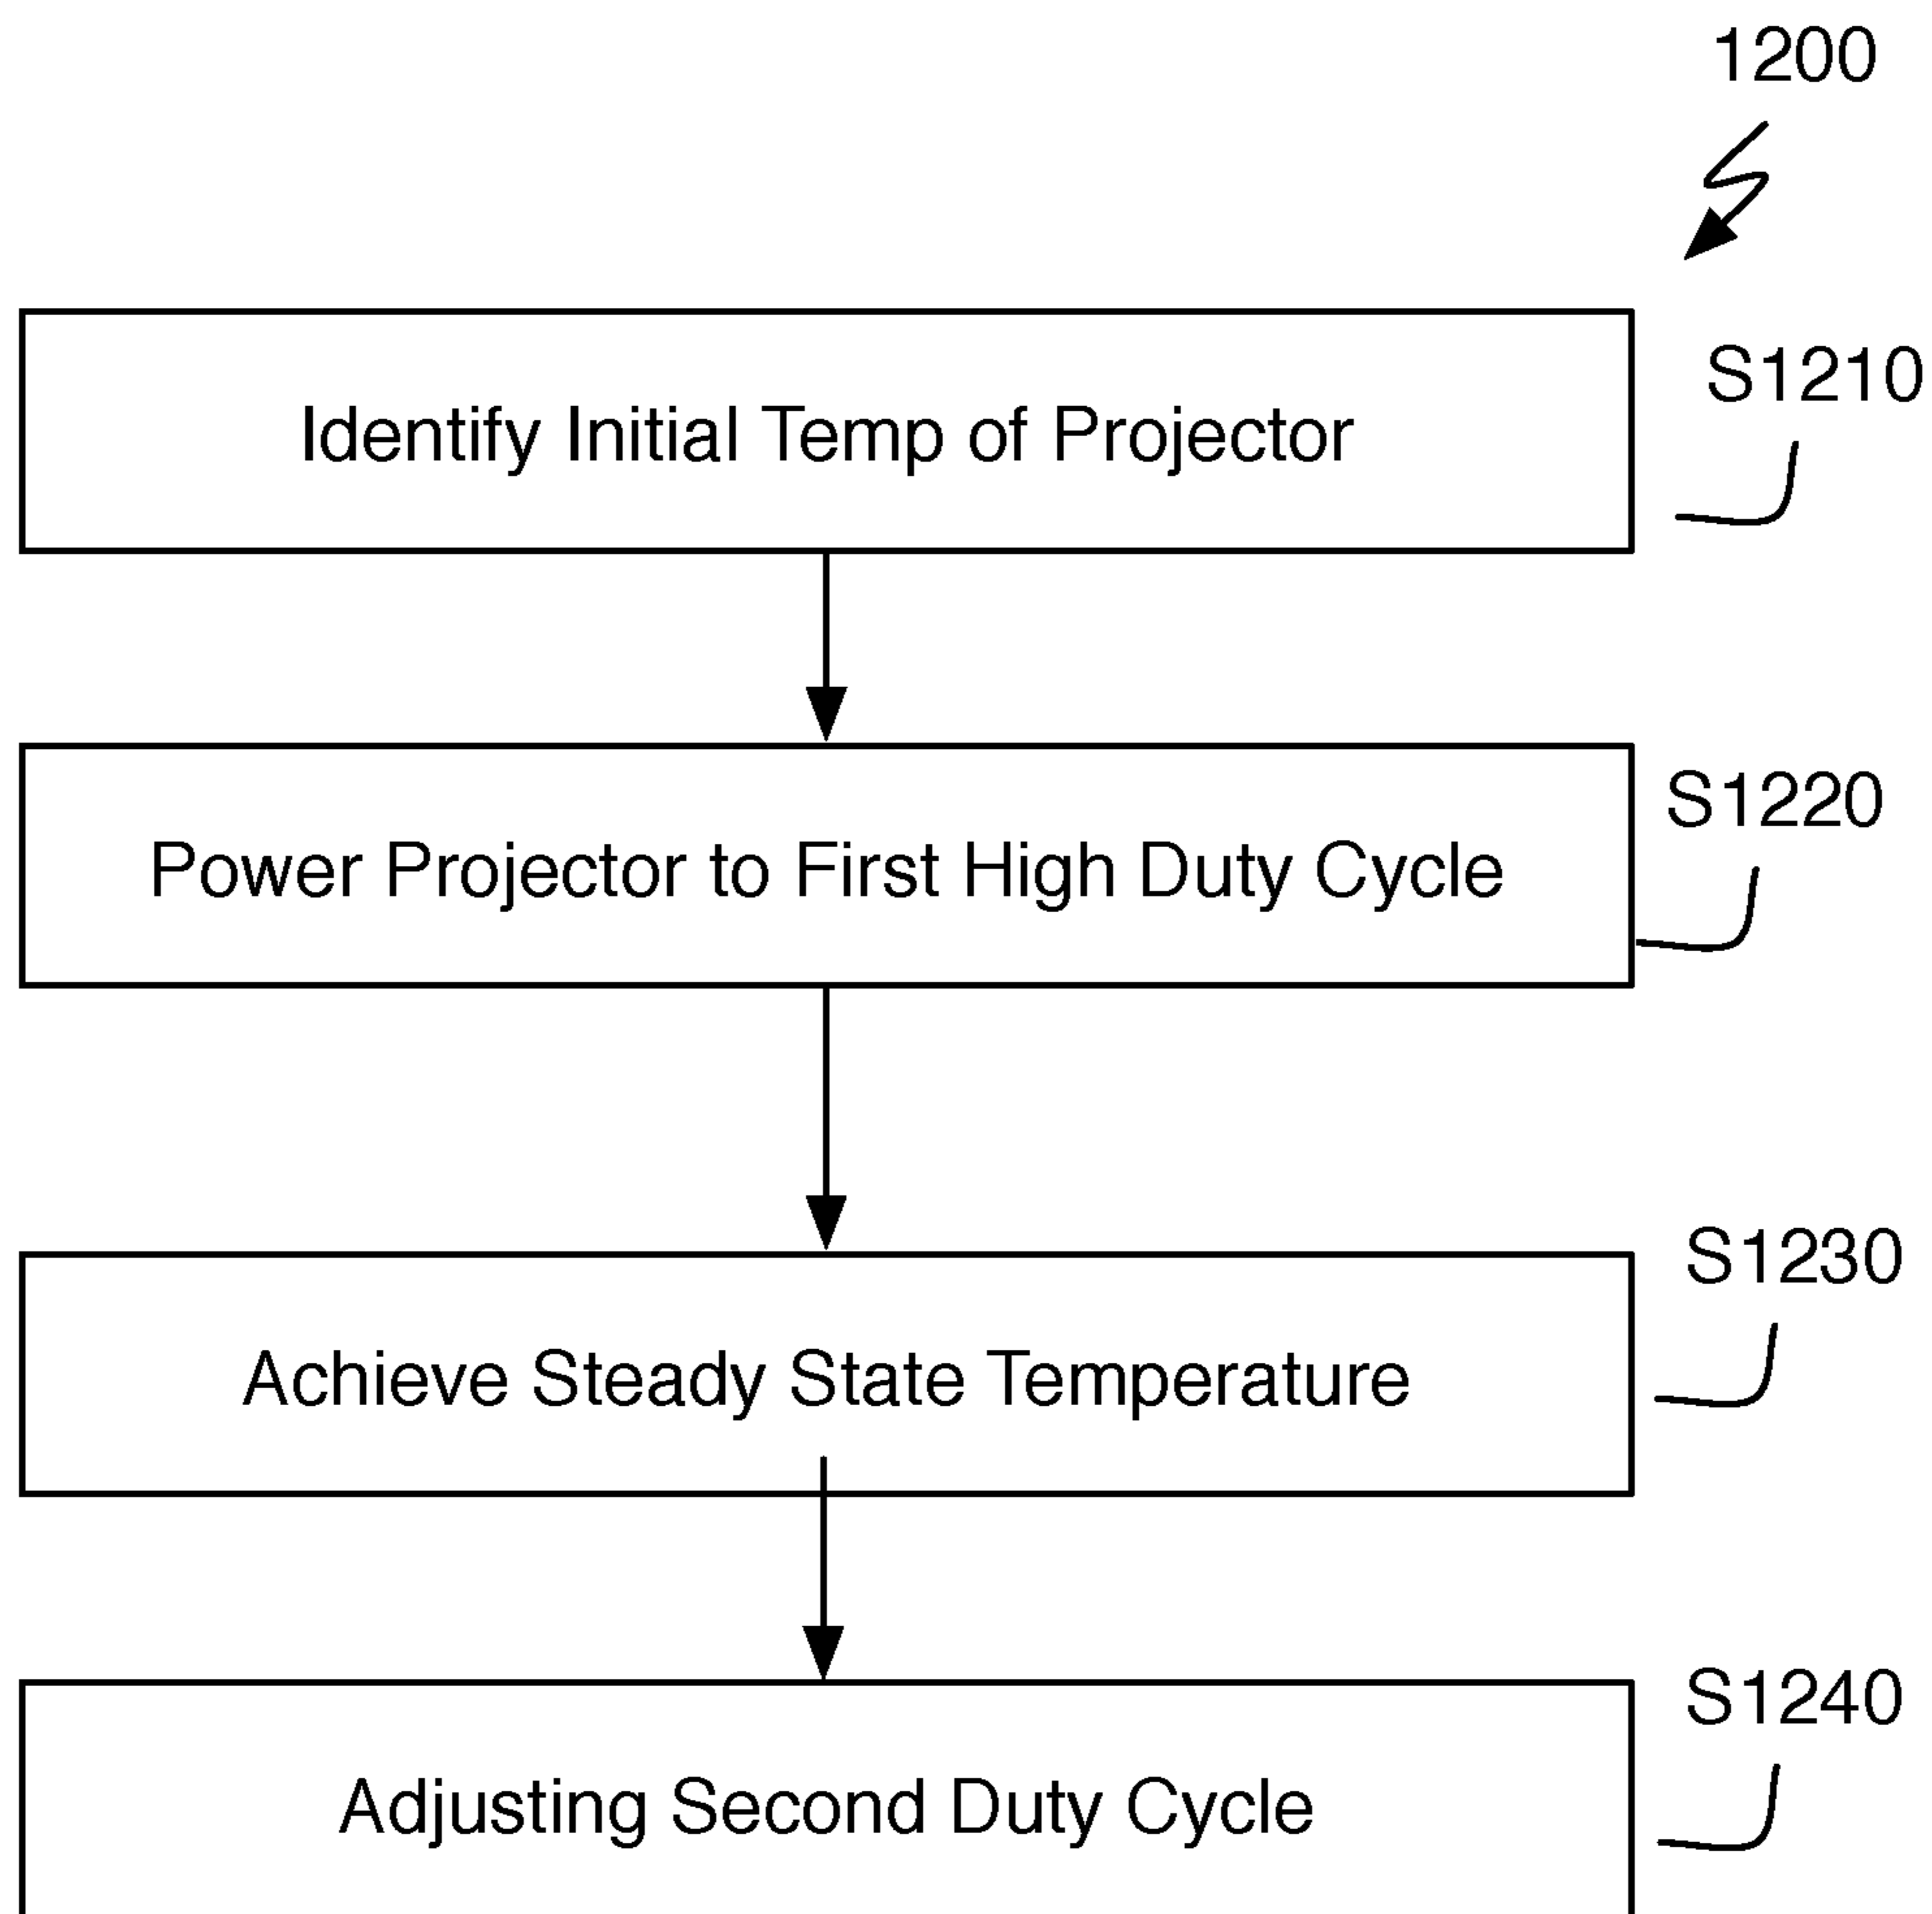 1200
S1210
Identify Initial Temp of Projector
S1220
Power Projector to First High Duty Cycle
S1230
Achieve Steady State Temperature
S1240
Adjusting Second Duty Cycle